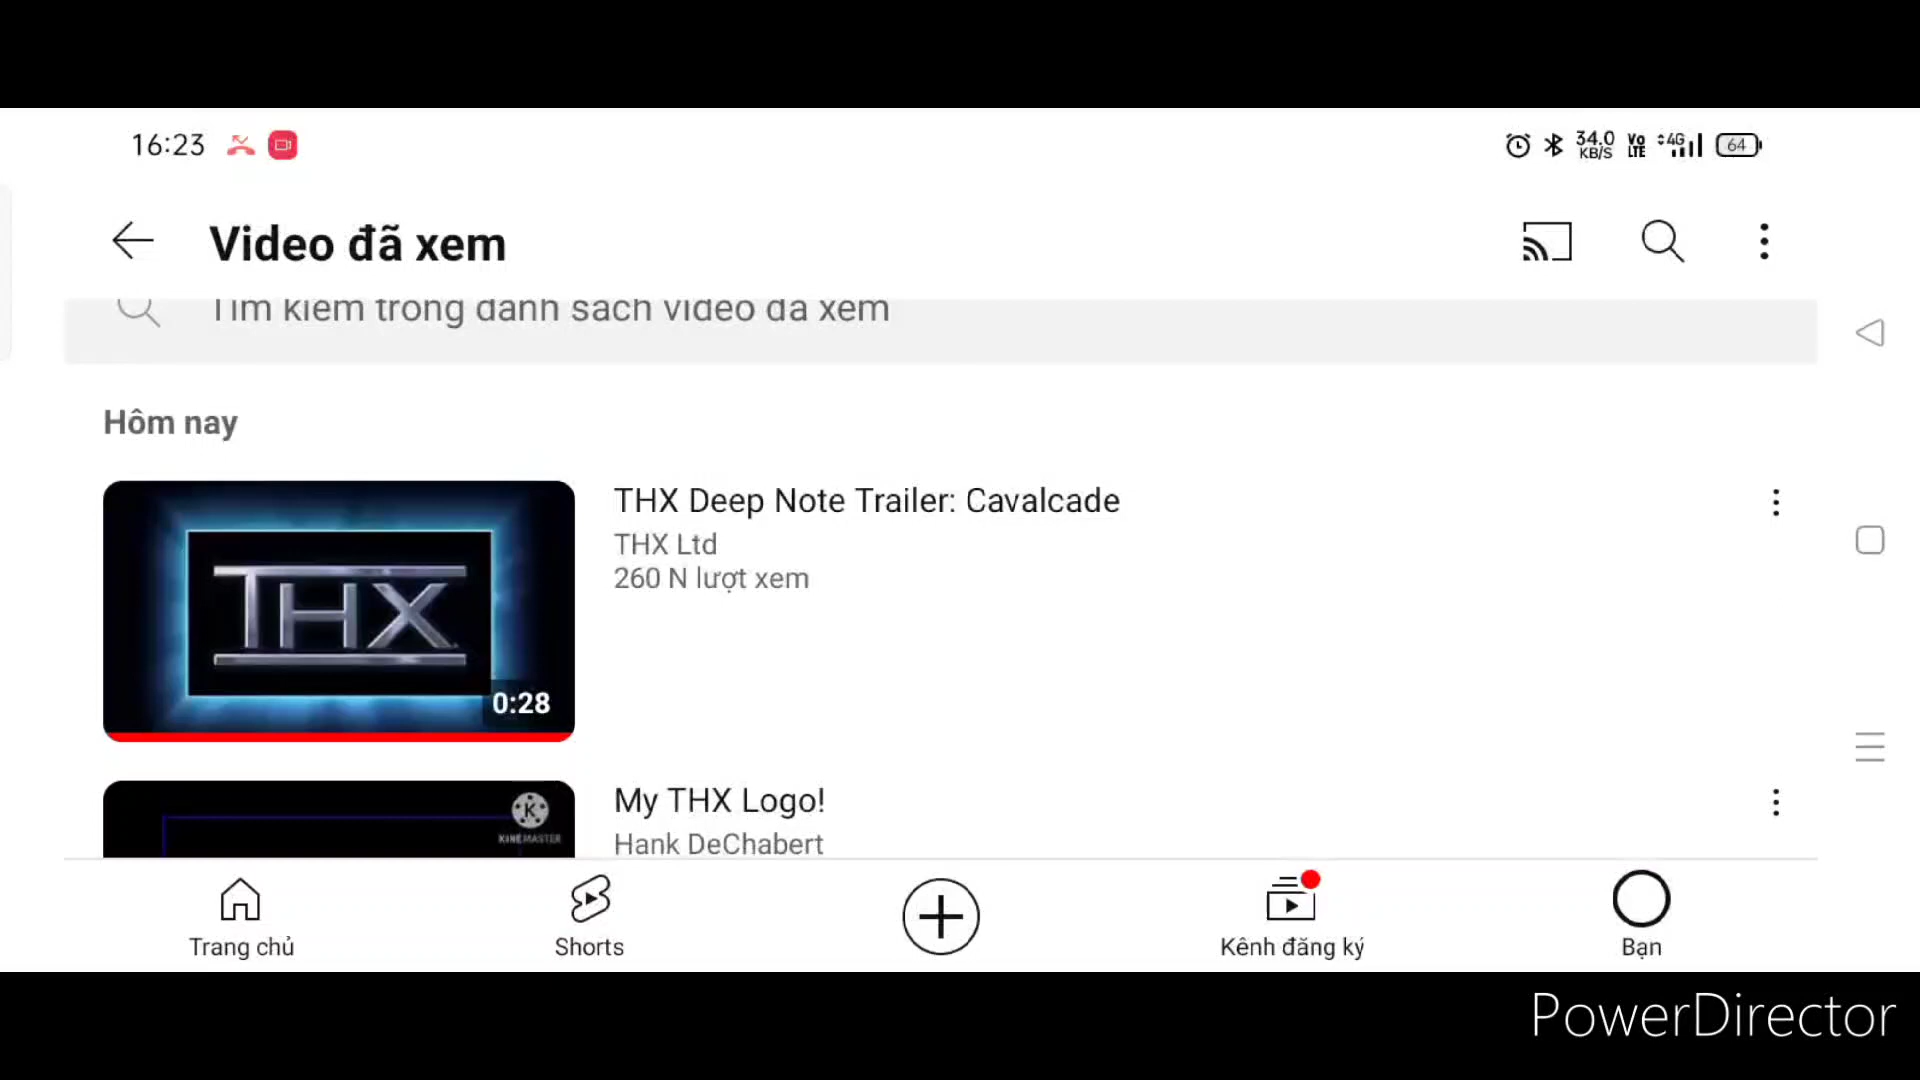 16:23
34.0
KB/S
Vo
LTE
4G
64
Video đã xem
Tìm kiếm trong danh sách video đã xem
Hôm nay
THX
0:28
THX Deep Note Trailer: Cavalcade
THX Ltd
260 N lượt xem
K
KINEMASTER
My THX Logo!
Hank DeChabert
Trang chủ
Shorts
Kênh đăng ký
Bạn
PowerDirector